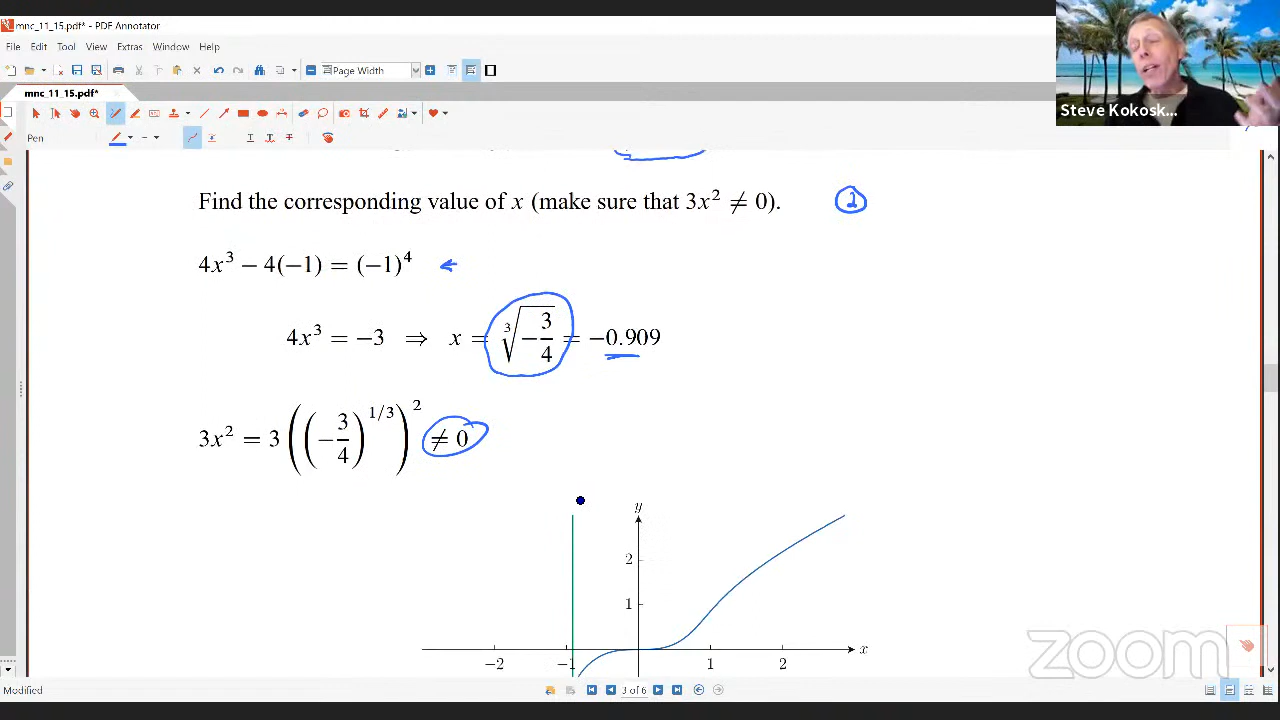 mnc_11_15.pdf* - PDF Annotator
File Edit Tool View Extras Window Help
Page Width
mnc_11_15.pdf*
Pen
Steve Kokosk...
Find the corresponding value of x (make sure that 3x² ≠ 0). ②
4x³ − 4(−1) = (−1)⁴ ←
4x³ = −3 ⇒ x = ∛(−3/4) = −0.909
3x² = 3((−3/4)^{1/3})² ≠ 0
y
2
1
−2 −1 1 2 x
zoom
Modified
3 of 6